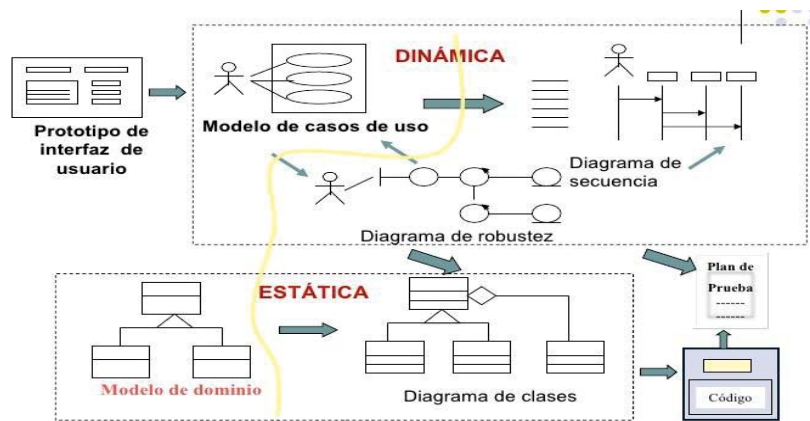 DINÁMICA
Prototipo de
interfaz de
usuario
Modelo de casos de uso
Diagrama de
secuencia
Diagrama de robustez
ESTÁTICA
Plan de
Prueba
------
------
Modelo de dominio
Diagrama de clases
Código